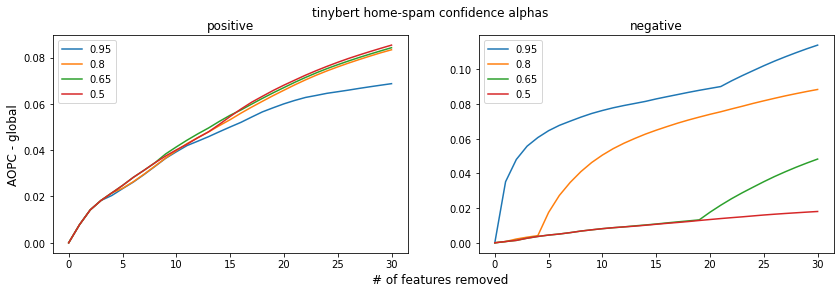 tinybert home-spam confidence alphas
positive
negative
AOPC - global
0.08
0.06
0.04
0.02
0.00
0.95
0.8
0.65
0.5
0 5 10 15 20 25 30
0.10
0.08
0.06
0.04
0.02
0.00
0.95
0.8
0.65
0.5
0 5 10 15 20 25 30
# of features removed